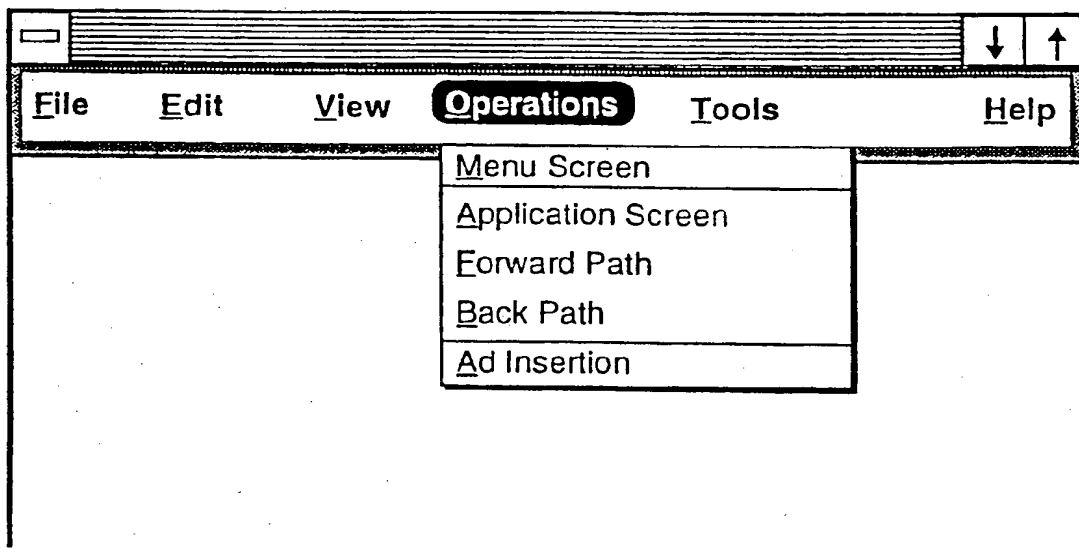 File Edit View Operations Tools Help
Menu Screen
Application Screen
Forward Path
Back Path
Ad Insertion